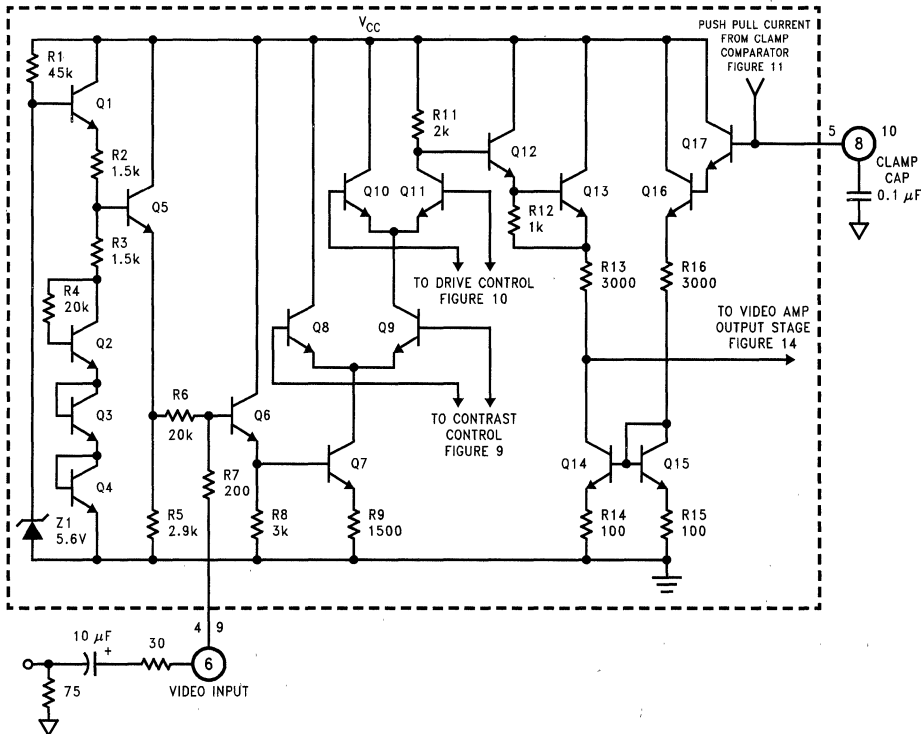 VCC
PUSH PULL CURRENT
FROM CLAMP
COMPARATOR
FIGURE 11
R1
45k
Q1
R2
1.5k
Q5
R3
1.5k
R4
20k
Q2
Q3
Q4
Z1
5.6V
R5
2.9k
R6
20k
Q6
R7
200
R8
3k
Q7
R9
1500
Q8
Q9
TO CONTRAST
CONTROL
FIGURE 9
Q10
Q11
R11
2k
TO DRIVE CONTROL
FIGURE 10
Q12
R12
1k
Q13
R13
3000
Q16
Q17
R16
3000
TO VIDEO AMP
OUTPUT STAGE
FIGURE 14
Q14
Q15
R14
100
R15
100
5
8
10
CLAMP
CAP
0.1 μF
4 9
10 μF
+
30
6
75
VIDEO INPUT